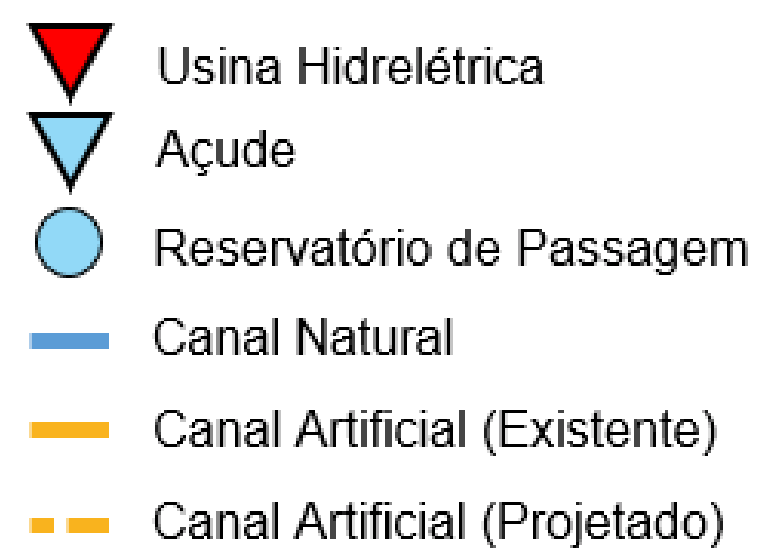 Usina Hidrelétrica
Açude
Reservatório de Passagem
Canal Natural
Canal Artificial (Existente)
Canal Artificial (Projetado)